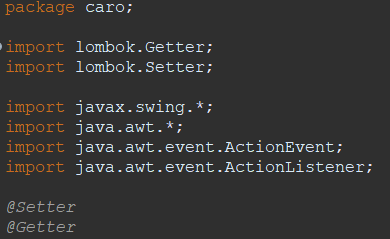 package caro;
import lombok.Getter;
import lombok.Setter;
import javax.swing.*;
import java.awt.*;
import java.awt.event.ActionEvent;
import java.awt.event.ActionListener;
@Setter
@Getter